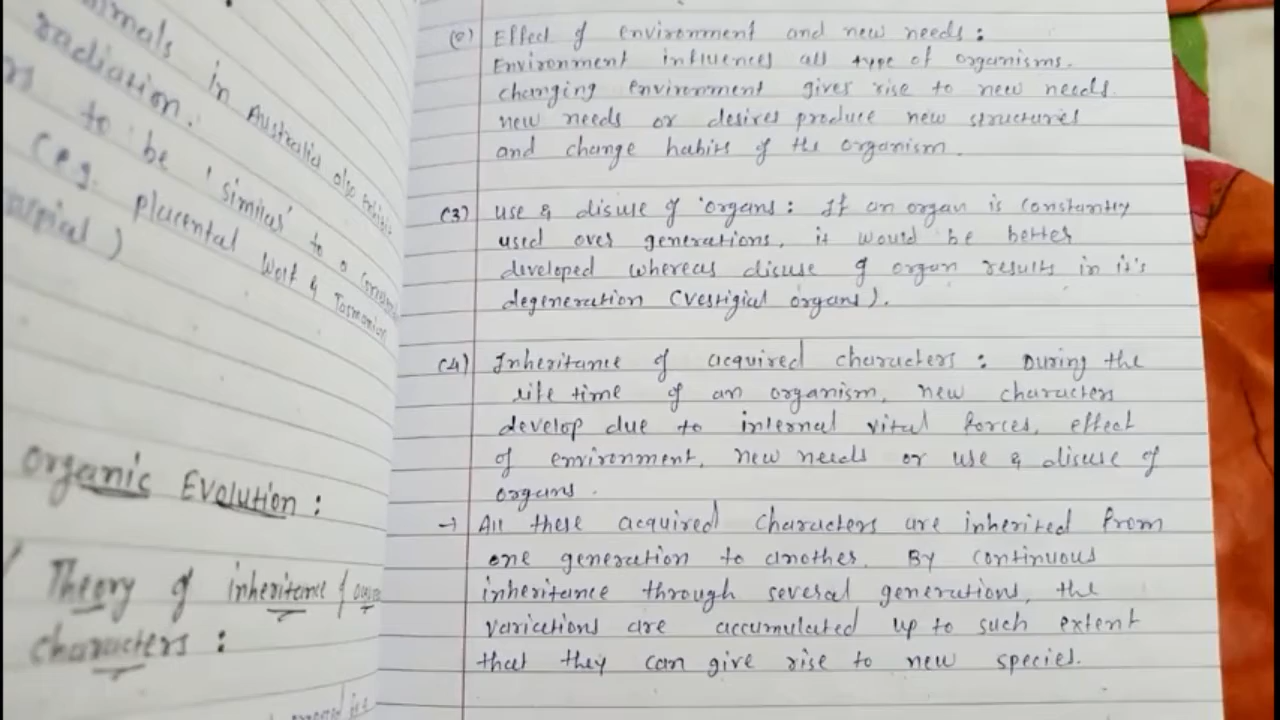 in Australia also
radiation.
to be 'similar' to a
(eg. placental Wolf & Tasmanian
)
Organic Evolution :
Theory of inheritance of
characters :
(2) Effect of environment and new needs :
Environment influences all type of organisms.
changing environment gives rise to new needs.
new needs or desires produce new structures
and change habits of the organism.
(3) use & disuse of organs : If an organ is constantly
used over generations, it would be better
developed whereas disuse of organ results in it's
degeneration (vestigial organs).
(4) Inheritance of acquired characters : During the
life time of an organism, new characters
develop due to internal vital forces, effect
of environment, new needs or use & disuse of
organs.
→ All these acquired characters are inherited from
one generation to another. By continuous
inheritance through several generations, the
variations are accumulated up to such extent
that they can give rise to new species.